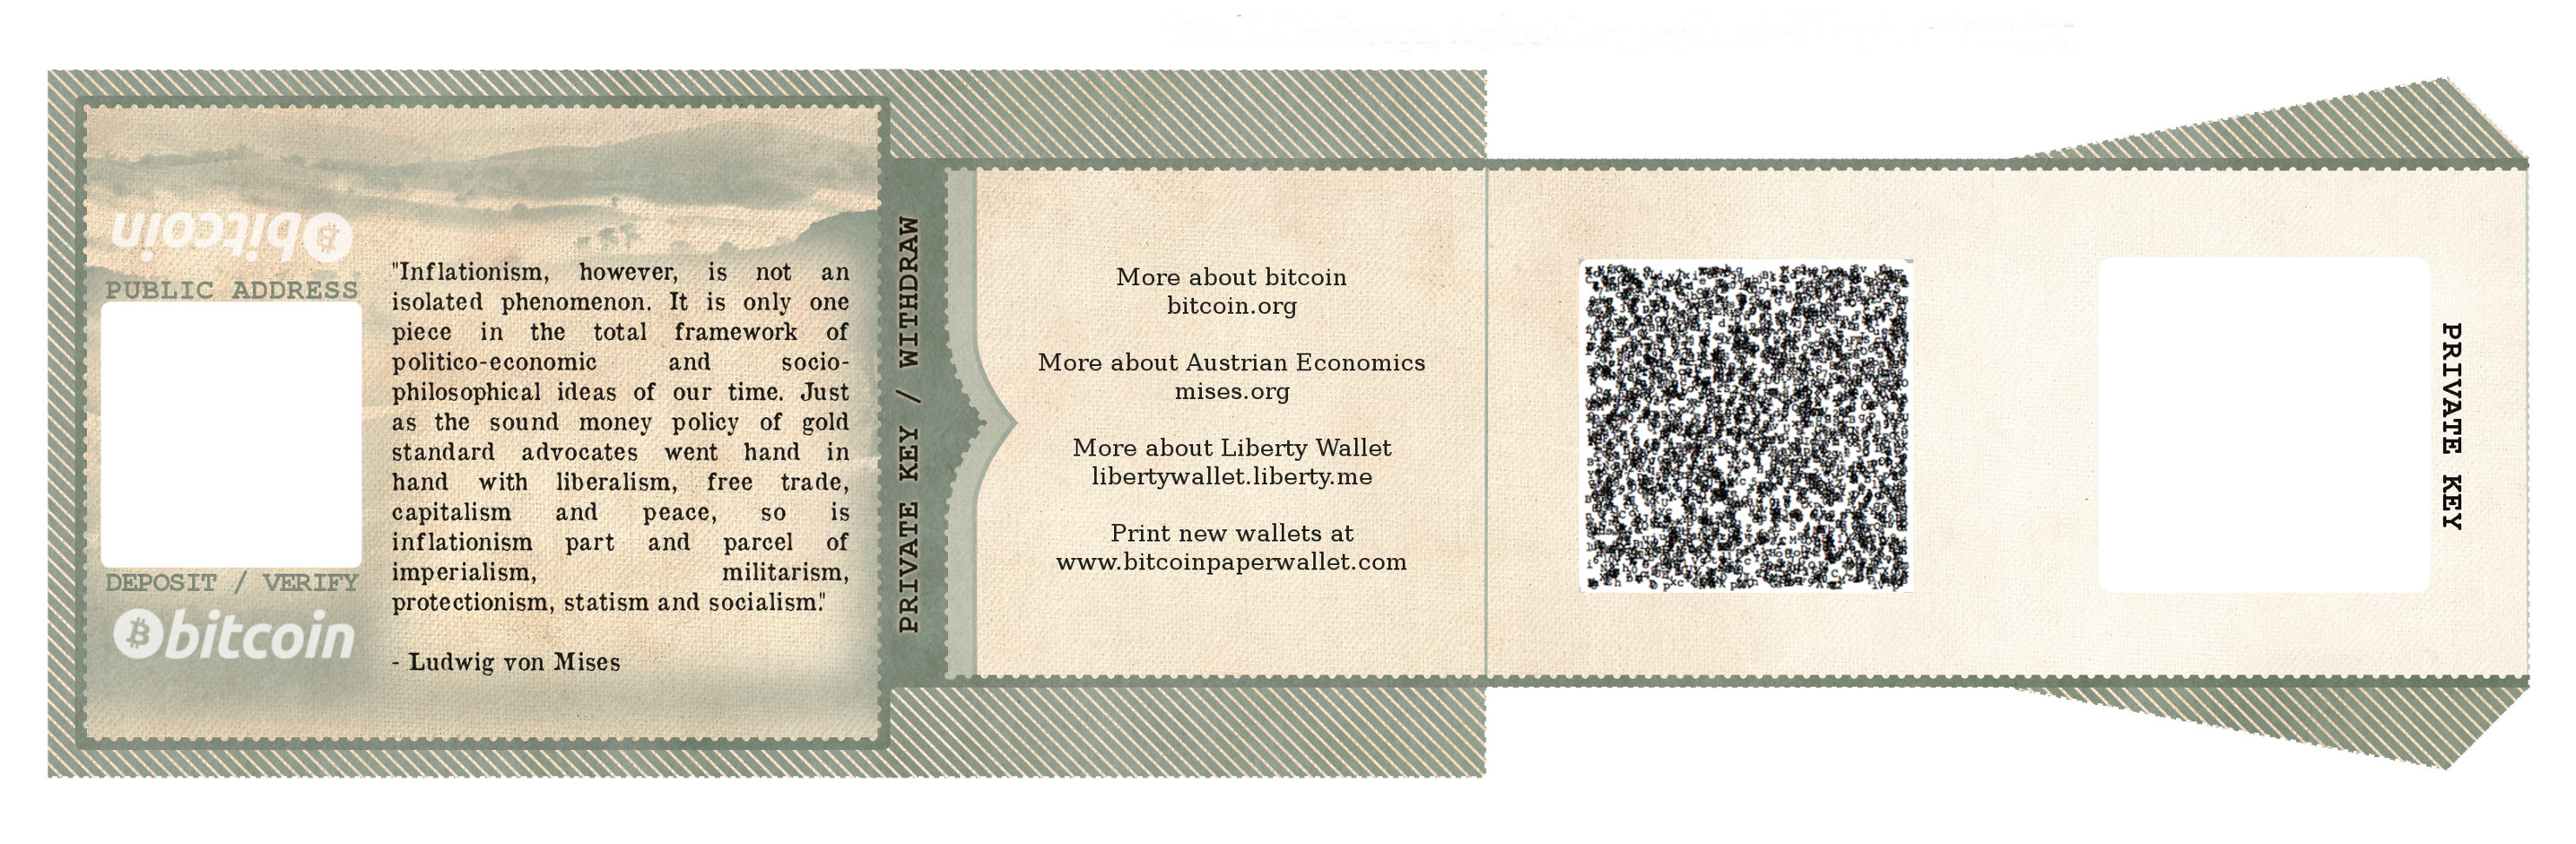 bitcoin
PUBLIC ADDRESS
DEPOSIT / VERIFY
bitcoin
"Inflationism, however, is not an
isolated phenomenon. It is only one
piece in the total framework of
politico-economic and socio-
philosophical ideas of our time. Just
as the sound money policy of gold
standard advocates went hand in
hand with liberalism, free trade,
capitalism and peace, so is
inflationism part and parcel of
imperialism, militarism,
protectionism, statism and socialism."
- Ludwig von Mises
PRIVATE KEY / WITHDRAW
More about bitcoin
bitcoin.org
More about Austrian Economics
mises.org
More about Liberty Wallet
libertywallet.liberty.me
Print new wallets at
www.bitcoinpaperwallet.com
PRIVATE KEY